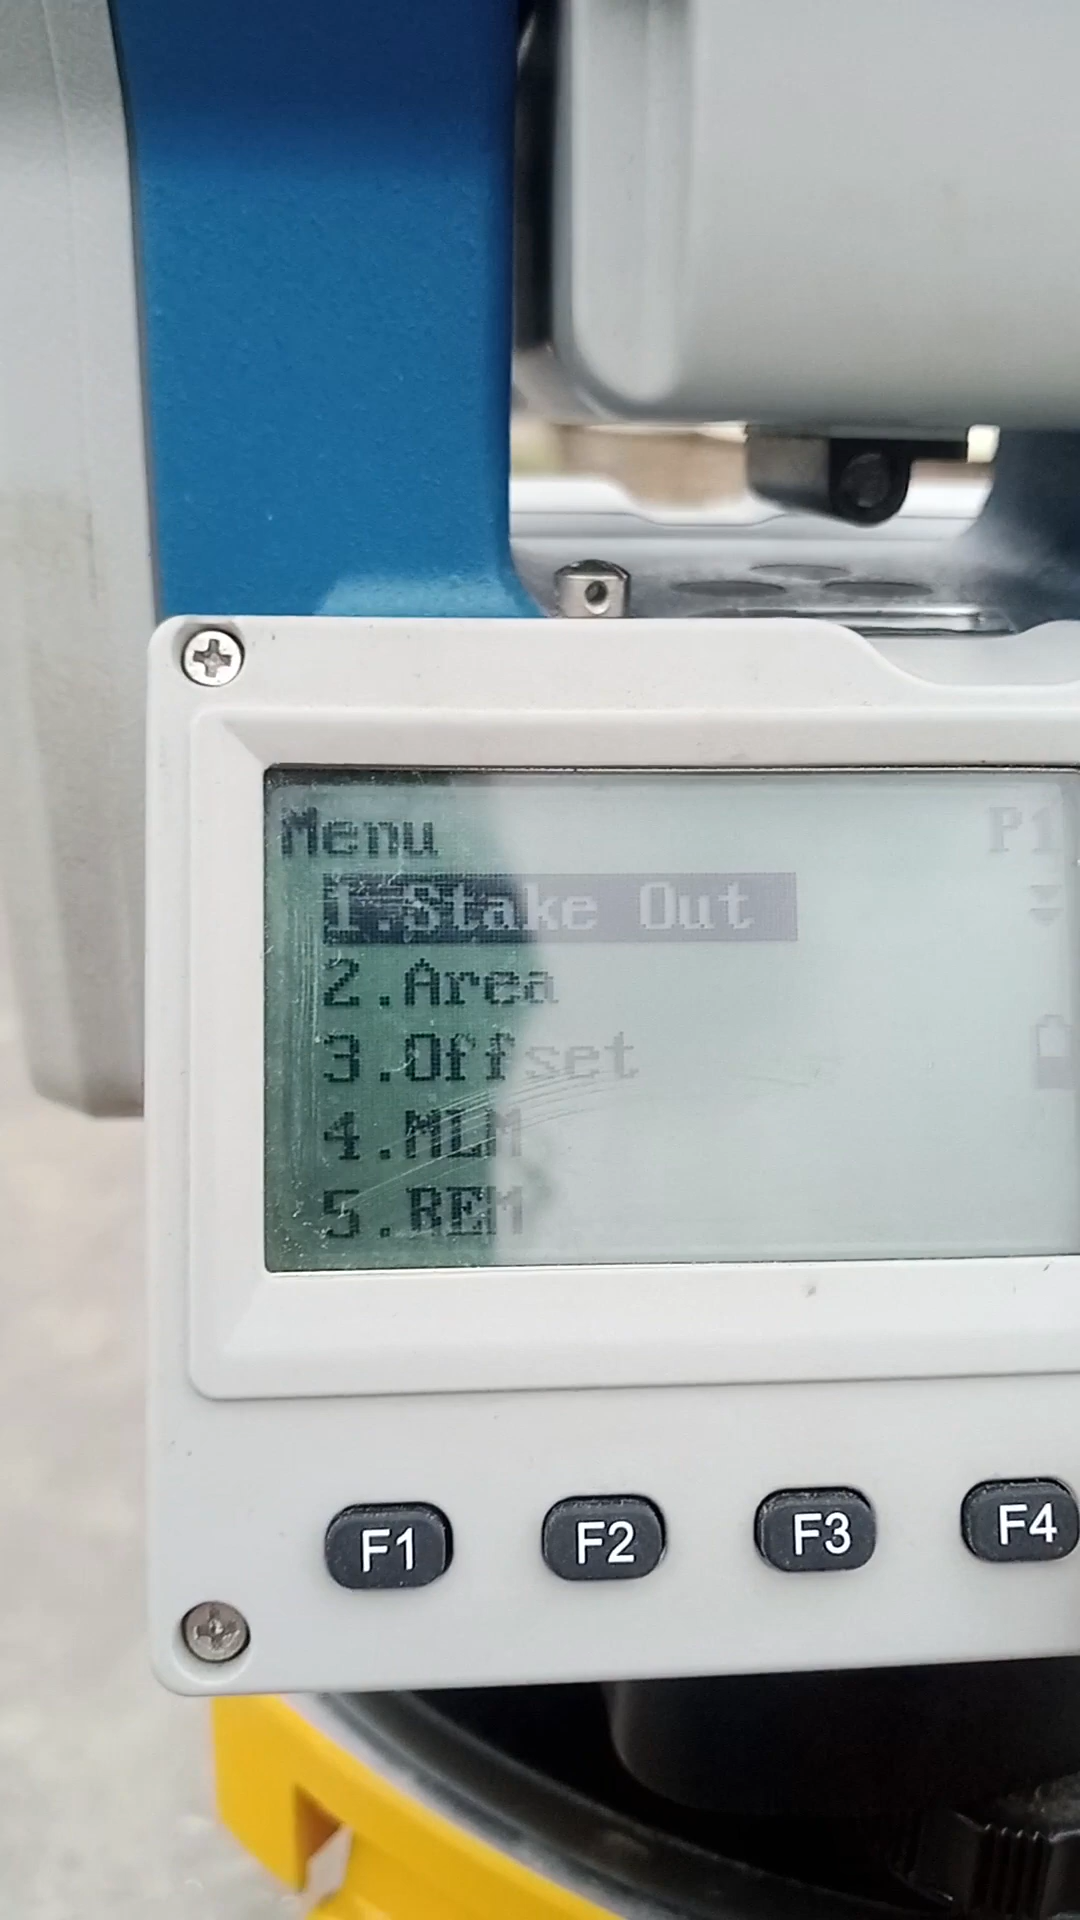 Menu P1
1.Stake Out
2.Area
3.Offset
4.MLM
5.REM
F1 F2 F3 F4